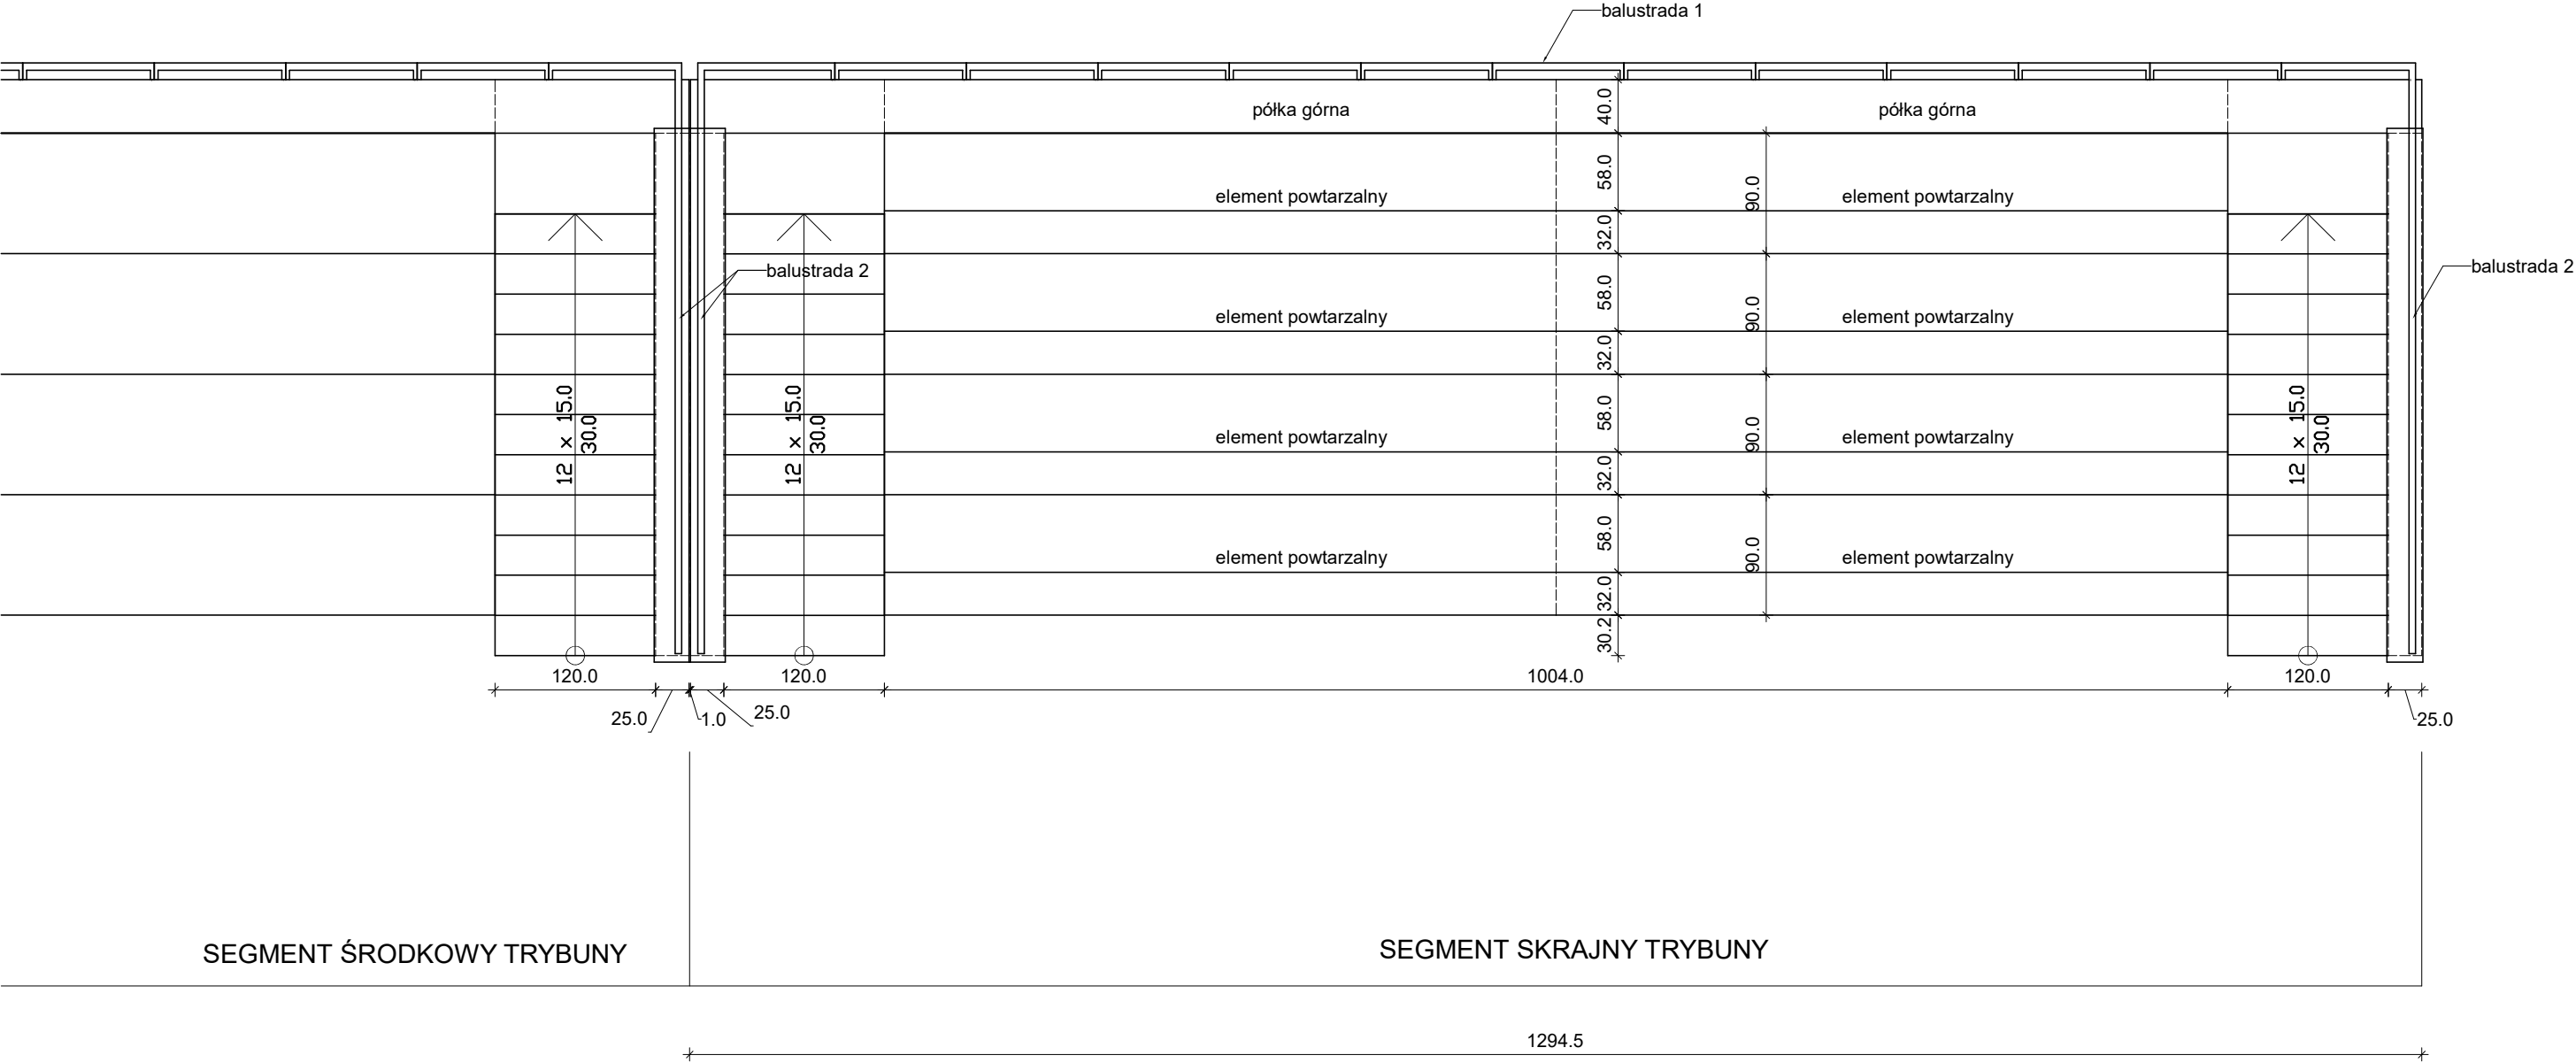 balustrada 1
półka górna
półka górna
40.0
58.0
90.0
element powtarzalny
element powtarzalny
32.0
balustrada 2
balustrada 2
58.0
90.0
element powtarzalny
element powtarzalny
32.0
12 x 15.0
30.0
12 x 15.0
30.0
58.0
90.0
element powtarzalny
element powtarzalny
12 x 15.0
30.0
32.0
58.0
90.0
element powtarzalny
element powtarzalny
32.0
30.2
120.0
120.0
1004.0
120.0
25.0
1.0
25.0
25.0
SEGMENT ŚRODKOWY TRYBUNY
SEGMENT SKRAJNY TRYBUNY
1294.5